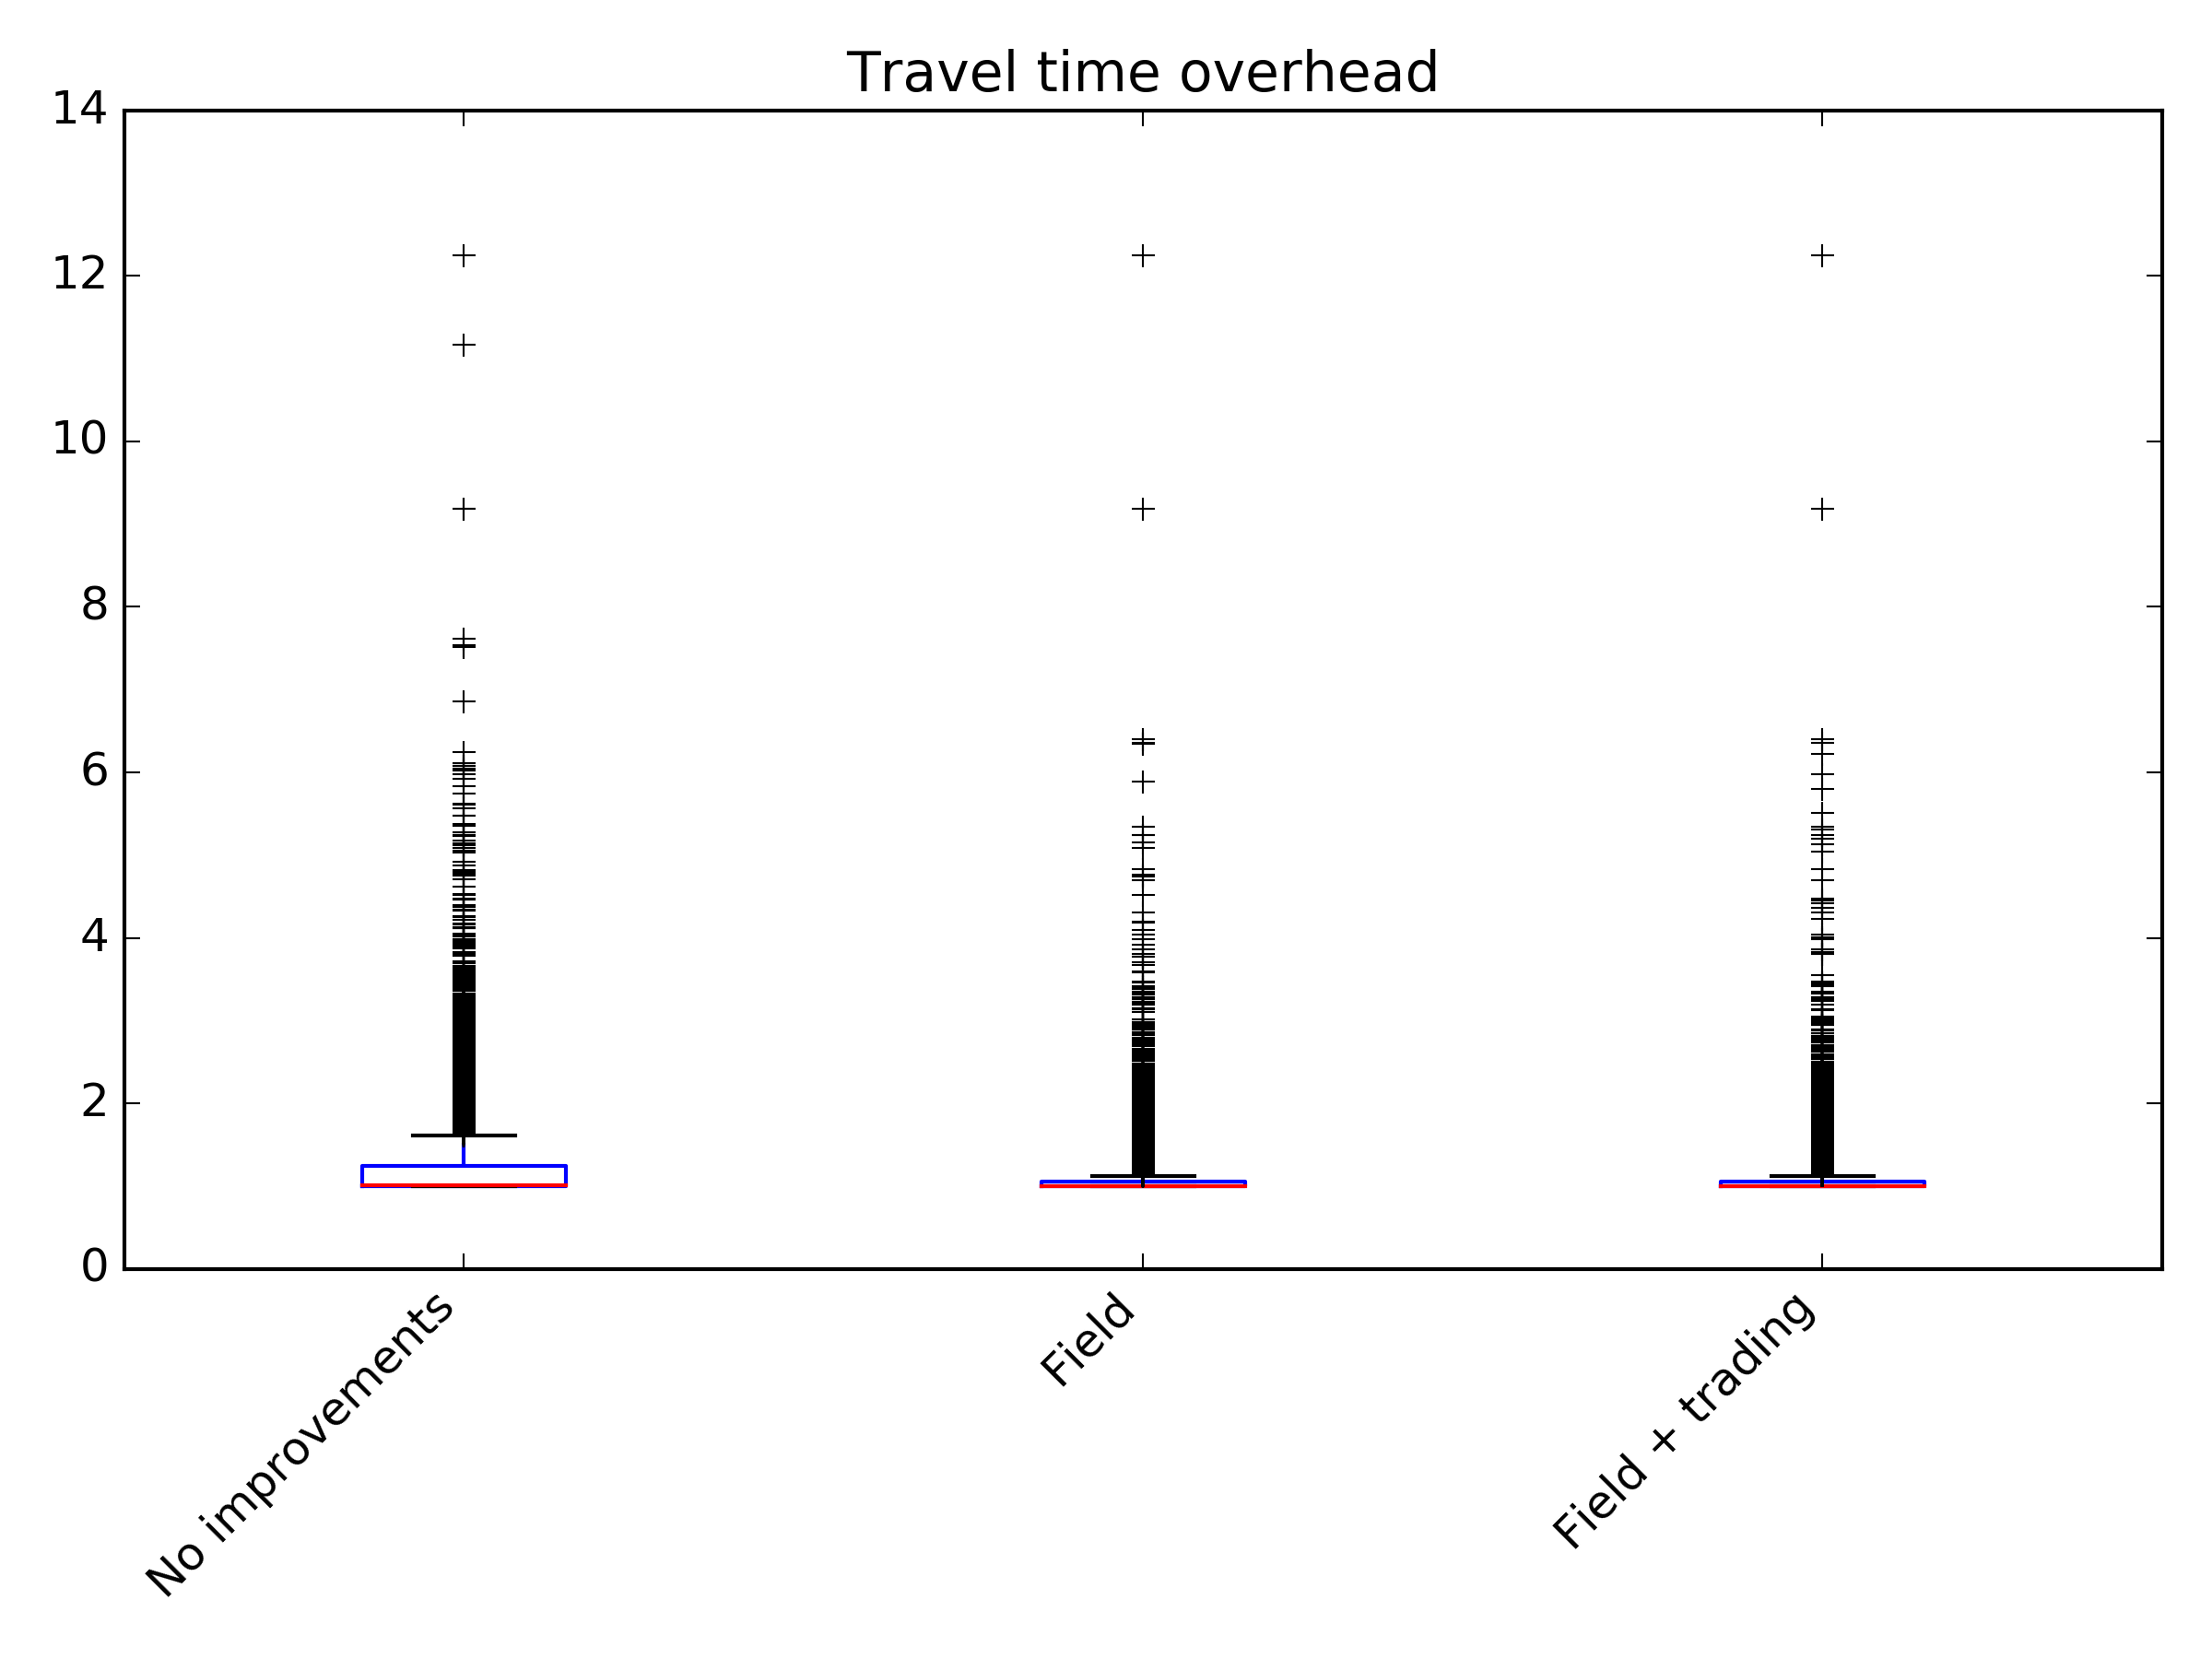 Travel time overhead
14
12
10
8
6
4
2
0
No improvements
Field
Field + trading